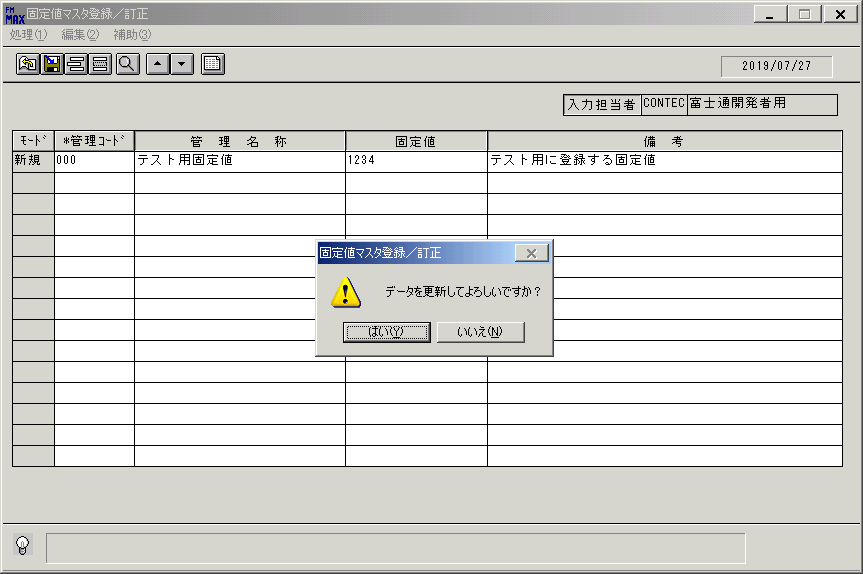 FM MAX 固定値マスタ登録／訂正
処理(1) 編集(2) 補助(3)
2019/07/27
入力担当者 CONTEC 富士通開発者用
ﾓｰﾄﾞ *管理ｺｰﾄﾞ 管 理 名 称 固定値 備 考
新規 000 テスト用固定値 1234 テスト用に登録する固定値
固定値マスタ登録／訂正
データを更新してよろしいですか？
はい(Y) いいえ(N)